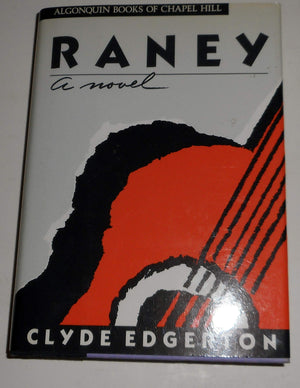 ALGONQUIN BOOKS OF CHAPEL HILL
RANEY
a novel
CLYDE EDGERTON